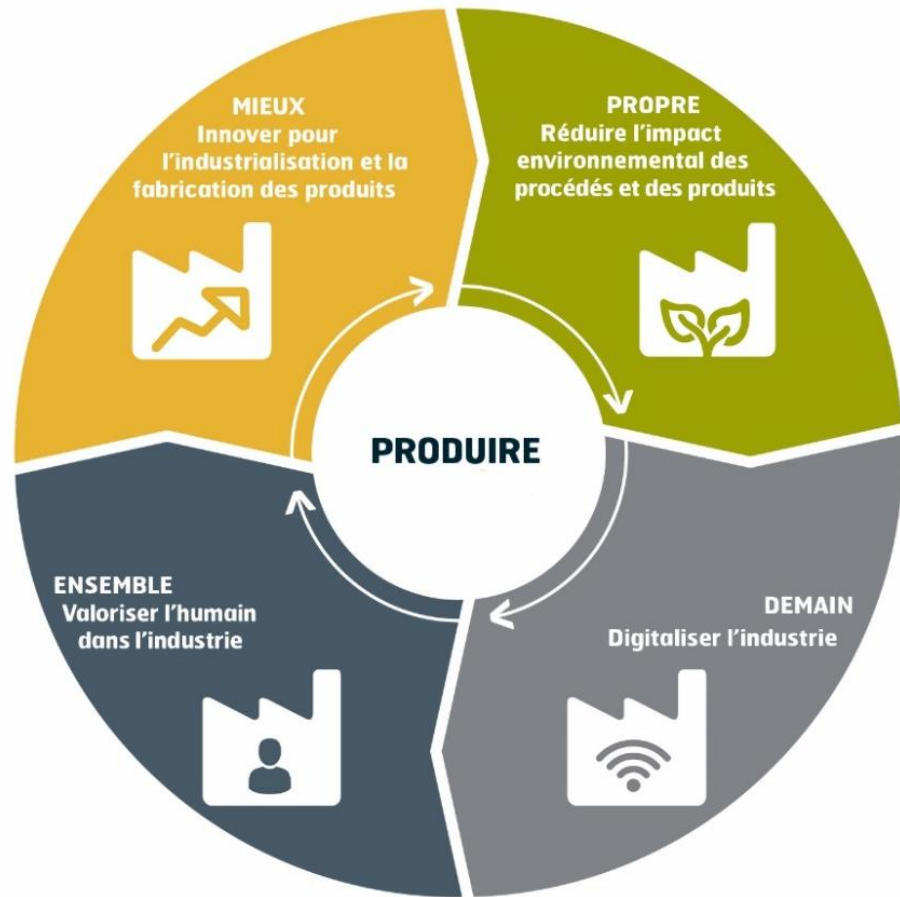 MIEUX
Innover pour
l'industrialisation et la
fabrication des produits
PROPRE
Réduire l'impact
environnemental des
procédés et des produits
PRODUIRE
ENSEMBLE
Valoriser l'humain
dans l'industrie
DEMAIN
Digitaliser l'industrie